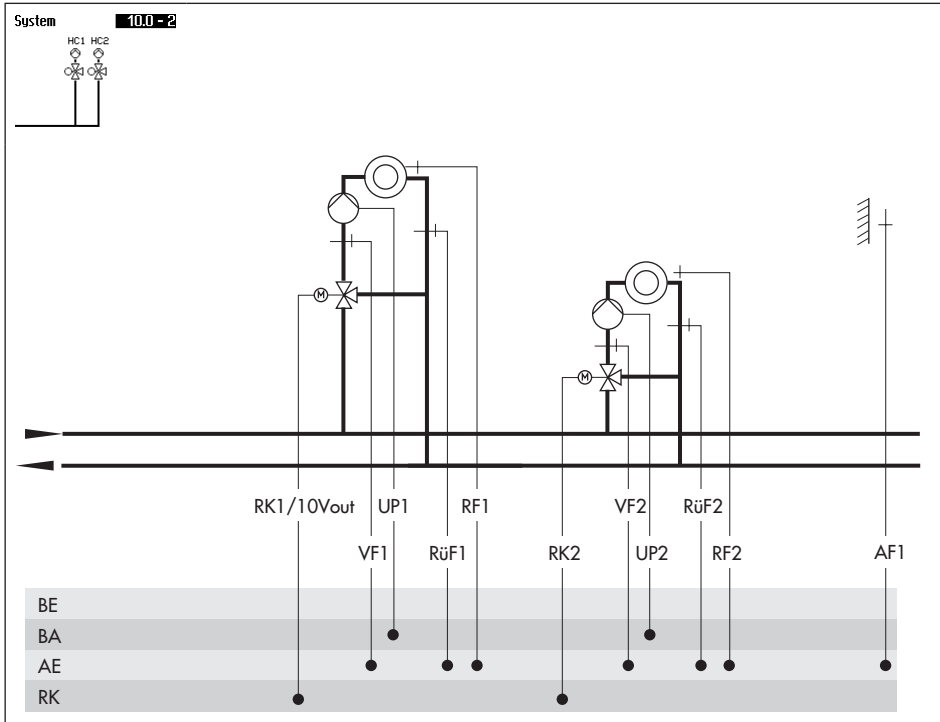 System 10.0 - 2
HC1 HC2
M
M
RK1/10Vout UP1 RF1 VF2 RüF2
VF1 RüF1 RK2 UP2 RF2 AF1
BE
BA
AE
RK